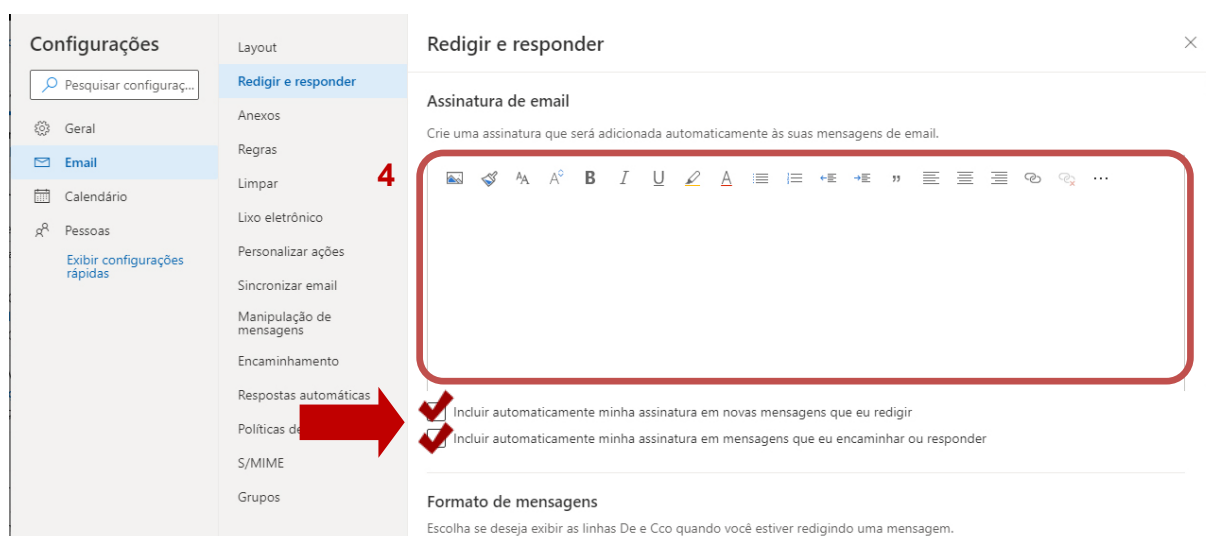 Configurações
Pesquisar configuraç...
Geral
Email
Calendário
Pessoas
Exibir configurações
rápidas
Layout
Redigir e responder
Anexos
Regras
Limpar
Lixo eletrônico
Personalizar ações
Sincronizar email
Manipulação de
mensagens
Encaminhamento
Respostas automáticas
Políticas
S/MIME
Grupos
Redigir e responder
Assinatura de email
Crie uma assinatura que será adicionada automaticamente às suas mensagens de email.
4
Incluir automaticamente minha assinatura em novas mensagens que eu redigir
Incluir automaticamente minha assinatura em mensagens que eu encaminhar ou responder
Formato de mensagens
Escolha se deseja exibir as linhas De e Cco quando você estiver redigindo uma mensagem.